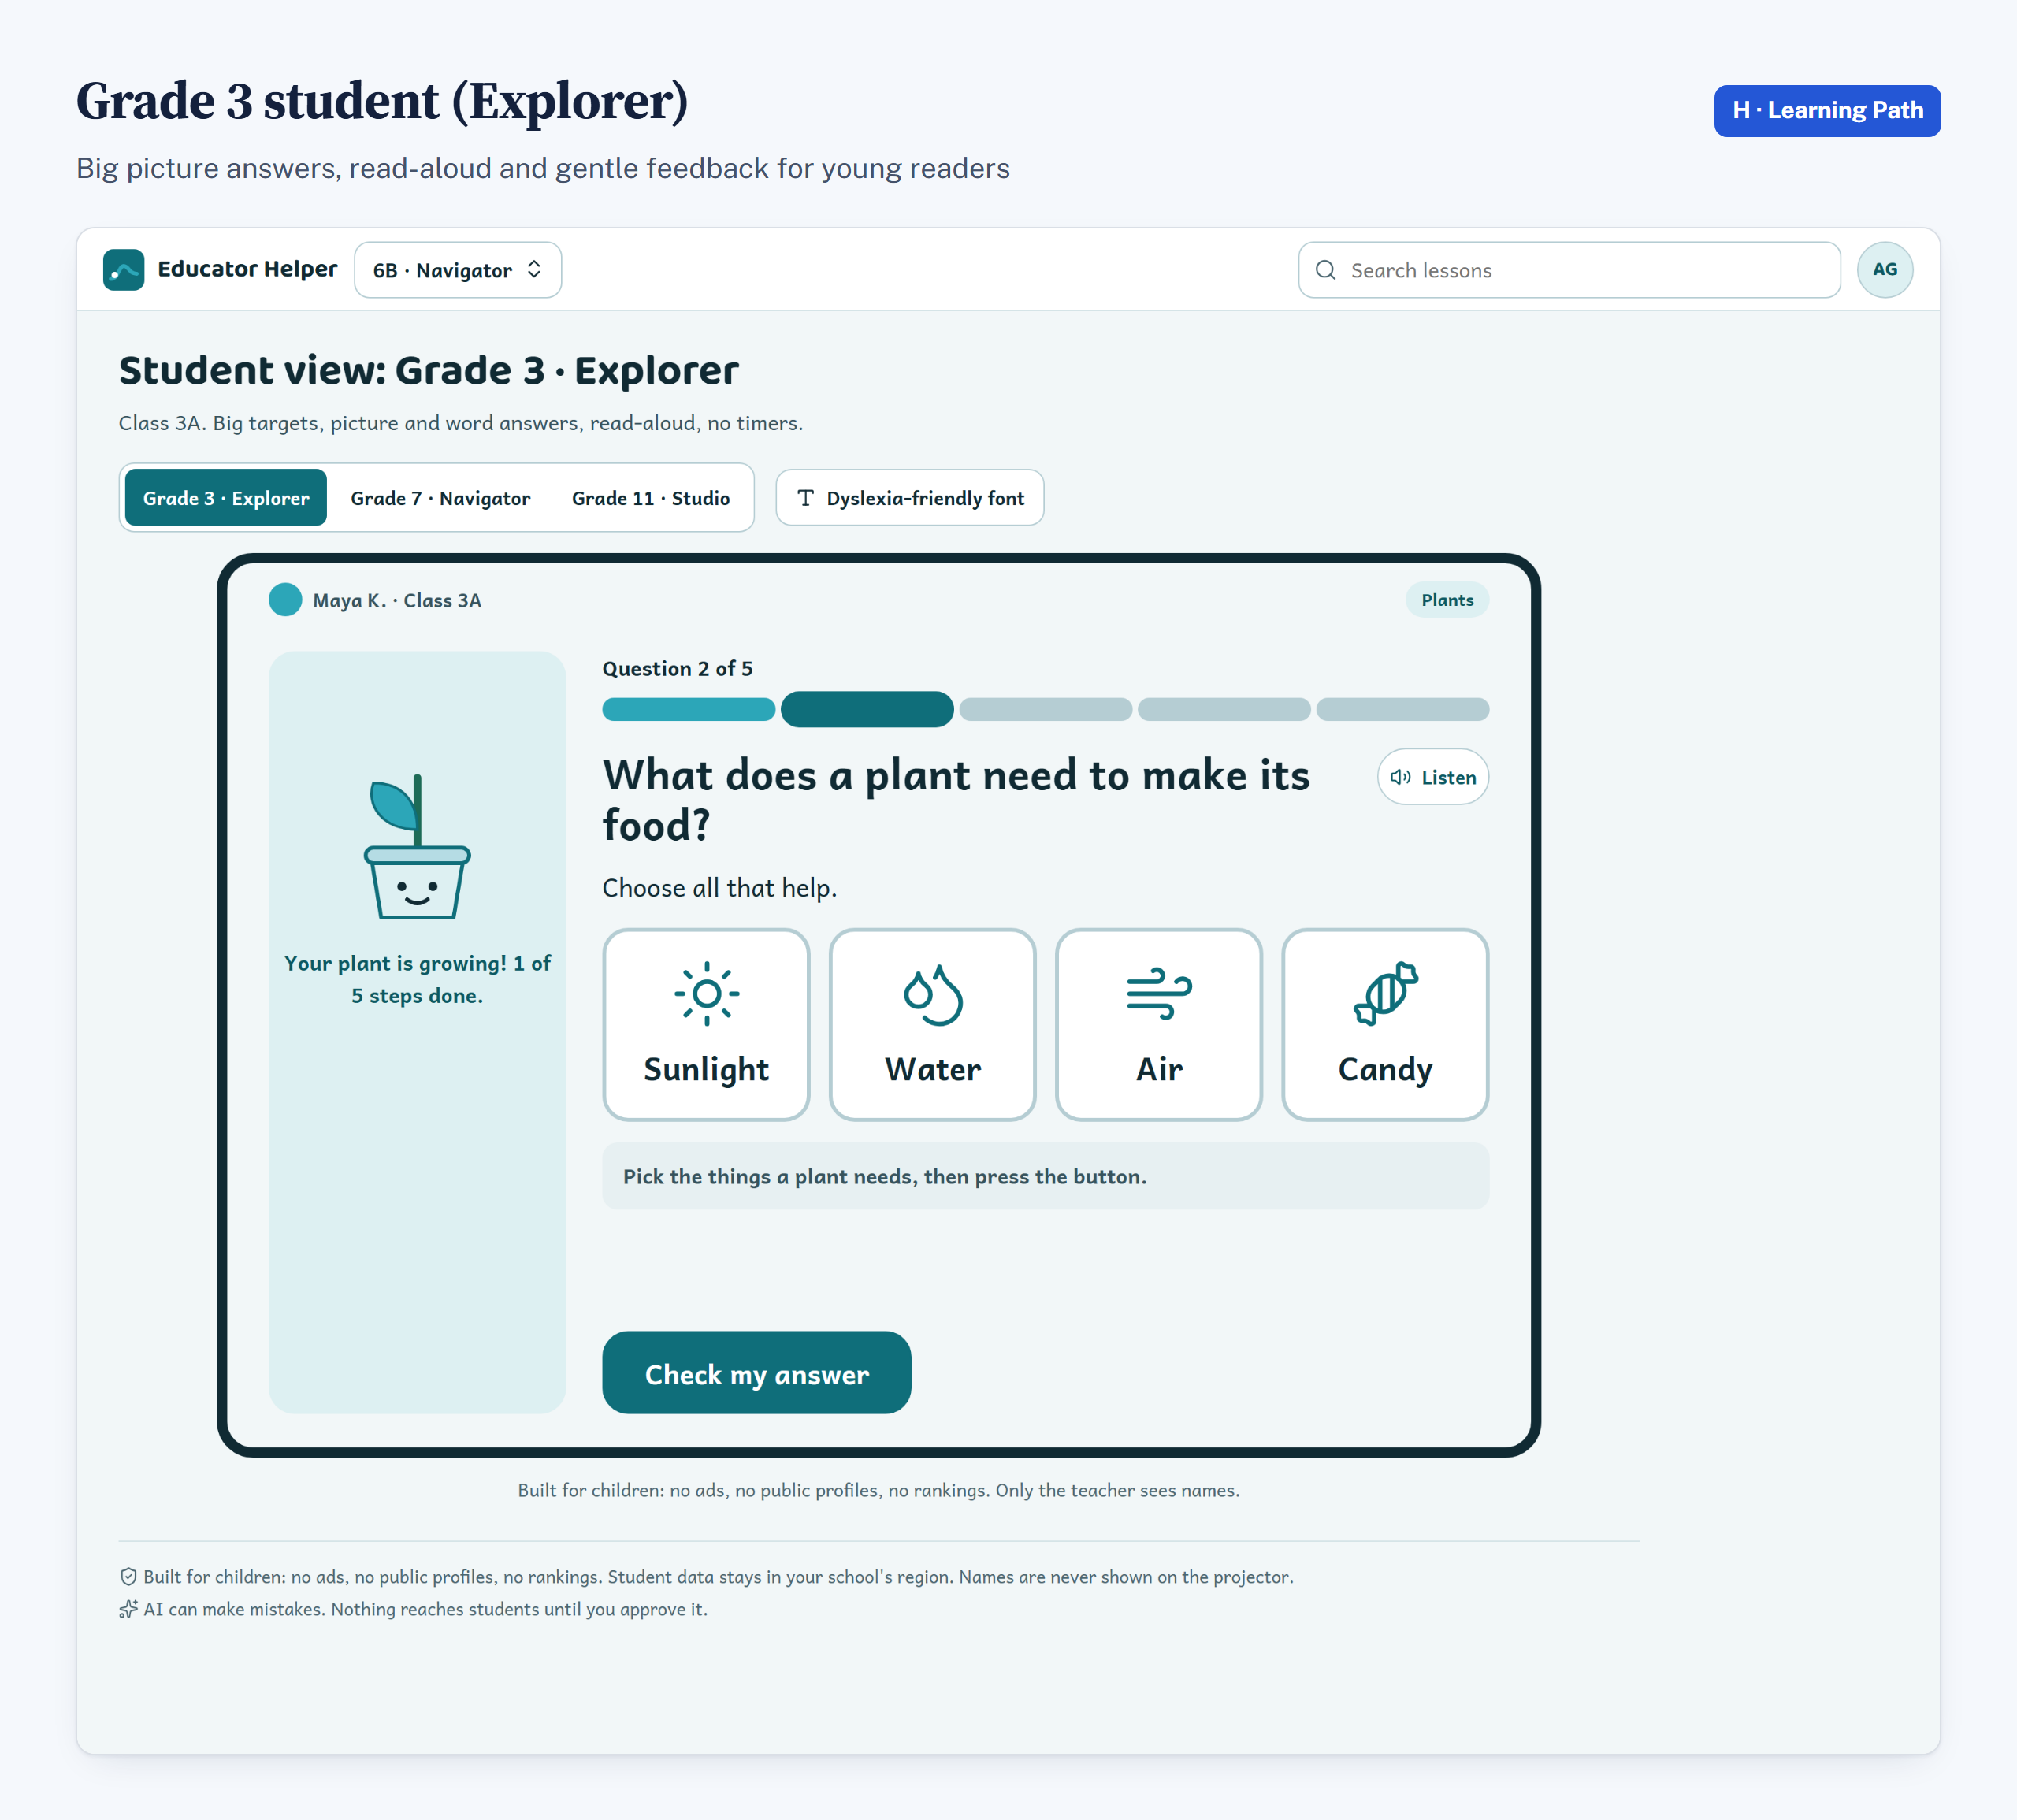 Grade 3 student (Explorer)
H · Learning Path
Big picture answers, read-aloud and gentle feedback for young readers
Educator Helper
6B · Navigator
Search lessons
AG
Student view: Grade 3 · Explorer
Class 3A. Big targets, picture and word answers, read-aloud, no timers.
Grade 3 · Explorer
Grade 7 · Navigator
Grade 11 · Studio
Dyslexia-friendly font
Maya K. · Class 3A
Plants
Your plant is growing! 1 of
5 steps done.
Question 2 of 5
What does a plant need to make its
food?
Listen
Choose all that help.
Sunlight
Water
Air
Candy
Pick the things a plant needs, then press the button.
Check my answer
Built for children: no ads, no public profiles, no rankings. Only the teacher sees names.
Built for children: no ads, no public profiles, no rankings. Student data stays in your school's region. Names are never shown on the projector.
AI can make mistakes. Nothing reaches students until you approve it.